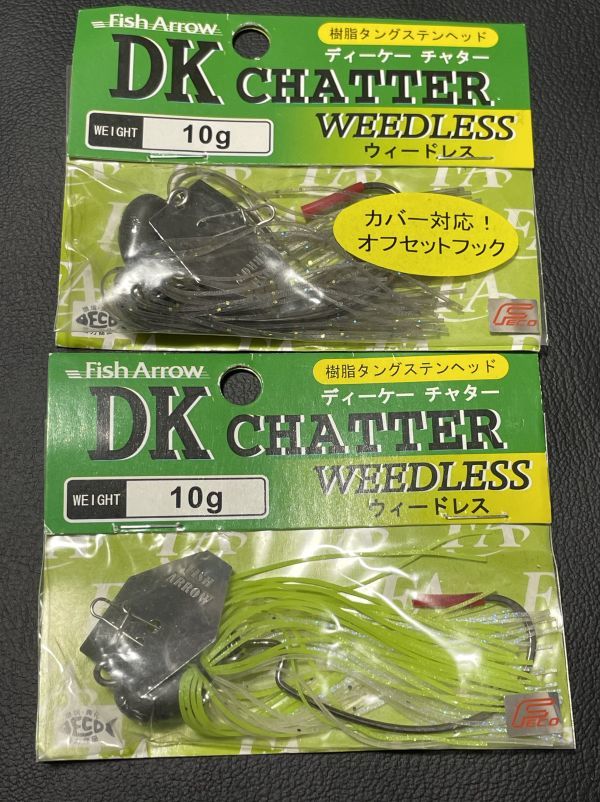 Fish Arrow
樹脂タングステンヘッド
ディーケー チャター
DK CHATTER
WEEDLESS
WEIGHT 10g
ウィードレス
カバー対応！
オフセットフック
ECO
FECO
Fish Arrow
樹脂タングステンヘッド
ディーケー チャター
DK CHATTER
WEEDLESS
WEIGHT 10g
ウィードレス
FISH
ARROW
ECO
FECO